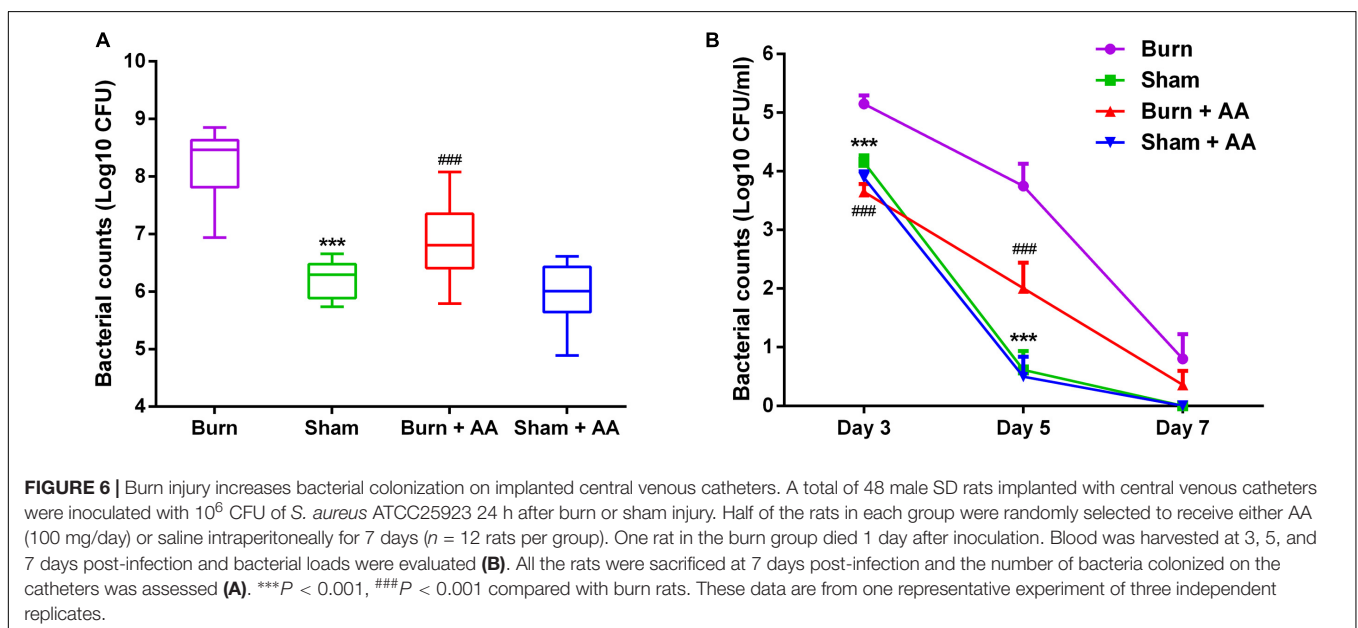 A
Bacterial counts (Log10 CFU)
10
9
8
7
6
5
4
***
###
Burn Sham Burn + AA Sham + AA
B
Bacterial counts (Log10 CFU/ml)
6
5
4
3
2
1
0
***
###
###
***
Day 3 Day 5 Day 7
Burn
Sham
Burn + AA
Sham + AA
FIGURE 6 | Burn injury increases bacterial colonization on implanted central venous catheters. A total of 48 male SD rats implanted with central venous catheters
were inoculated with 10⁶ CFU of S. aureus ATCC25923 24 h after burn or sham injury. Half of the rats in each group were randomly selected to receive either AA
(100 mg/day) or saline intraperitoneally for 7 days (n = 12 rats per group). One rat in the burn group died 1 day after inoculation. Blood was harvested at 3, 5, and
7 days post-infection and bacterial loads were evaluated (B). All the rats were sacrificed at 7 days post-infection and the number of bacteria colonized on the
catheters was assessed (A). ***P < 0.001, ###P < 0.001 compared with burn rats. These data are from one representative experiment of three independent
replicates.